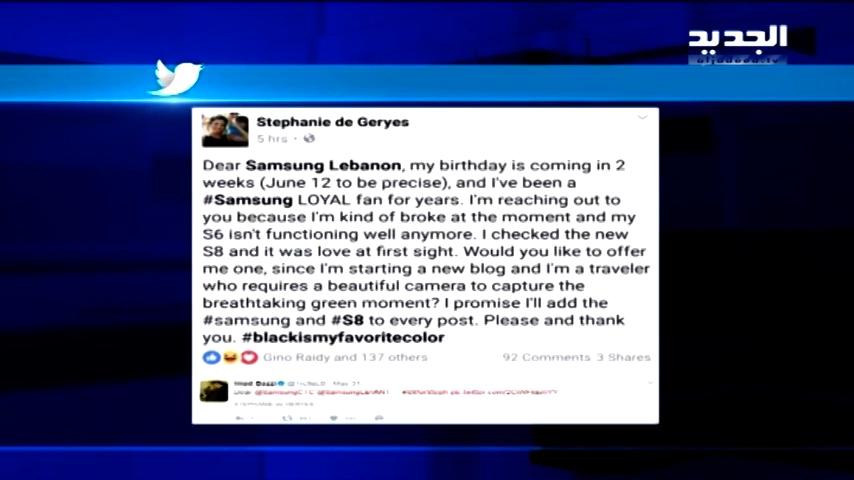 الجديد
aljadeed.tv
Stephanie de Geryes
5 hrs ·
Dear Samsung Lebanon, my birthday is coming in 2
weeks (June 12 to be precise), and I've been a
#Samsung LOYAL fan for years. I'm reaching out to
you because I'm kind of broke at the moment and my
S6 isn't functioning well anymore. I checked the new
S8 and it was love at first sight. Would you like to offer
me one, since I'm starting a new blog and I'm a traveler
who requires a beautiful camera to capture the
breathtaking green moment? I promise I'll add the
#samsung and #S8 to every post. Please and thank
you. #blackismyfavoritecolor
Gino Raidy and 137 others 92 Comments 3 Shares
Dear